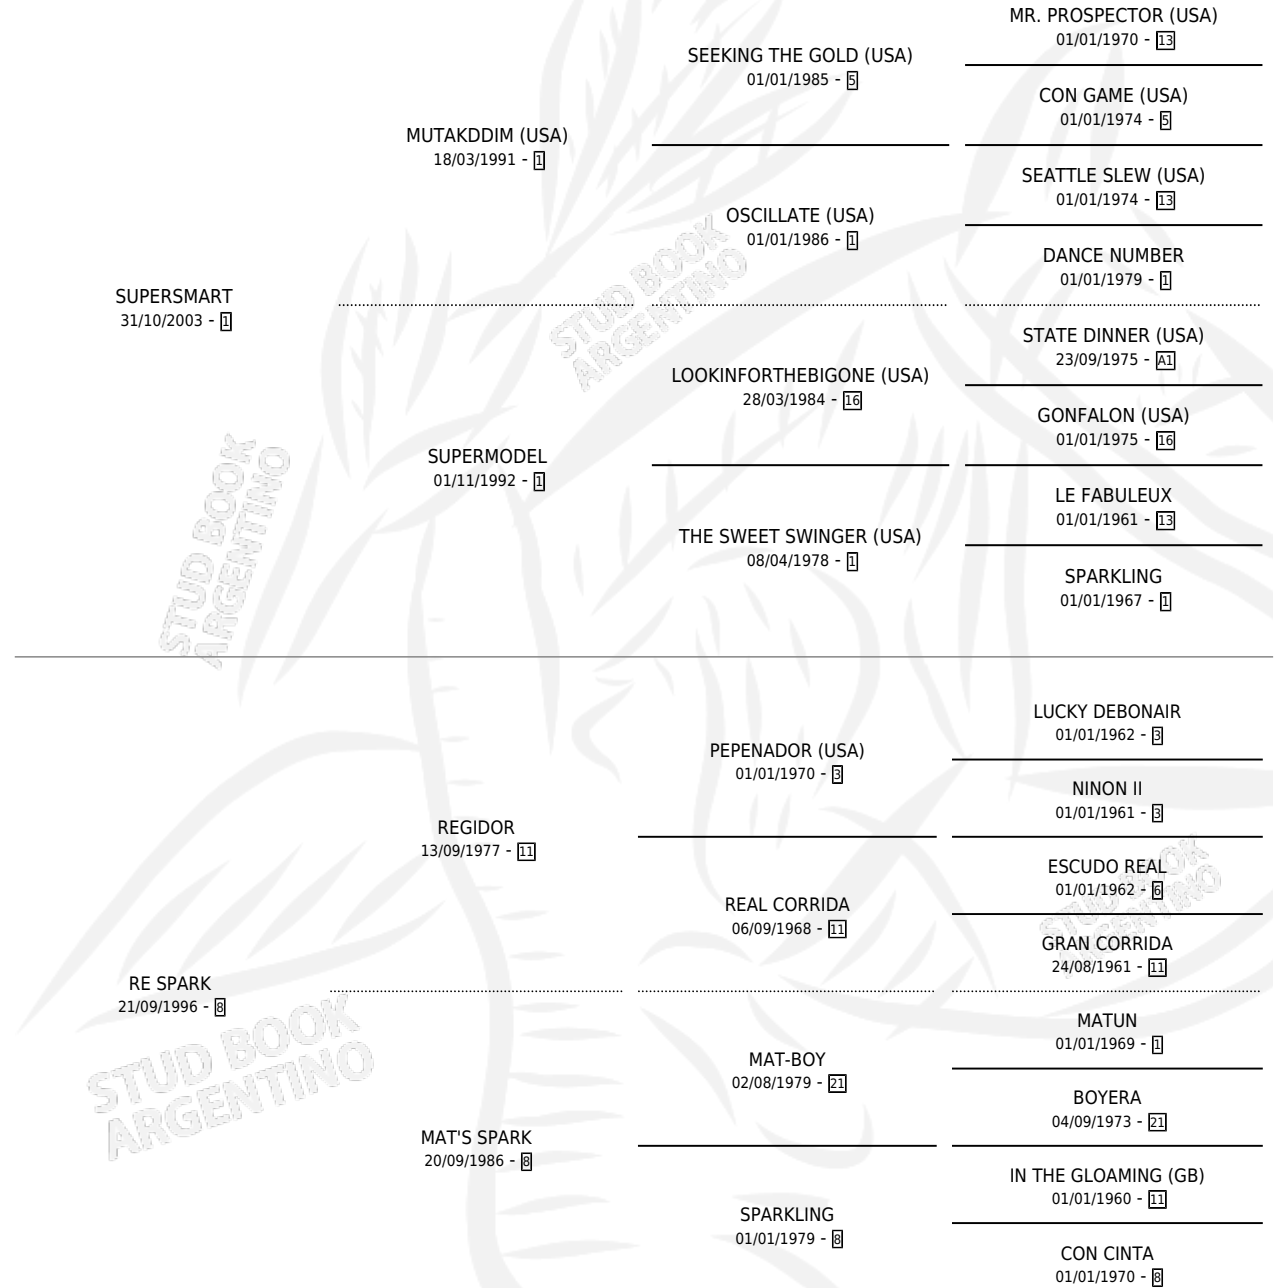 MR. PROSPECTOR (USA)
01/01/1970 - 13
SEEKING THE GOLD (USA)
01/01/1985 - 5
CON GAME (USA)
01/01/1974 - 5
MUTAKDDIM (USA)
18/03/1991 - 1
SEATTLE SLEW (USA)
01/01/1974 - 13
OSCILLATE (USA)
01/01/1986 - 1
DANCE NUMBER
01/01/1979 - 1
SUPERSMART
31/10/2003 - 1
STATE DINNER (USA)
23/09/1975 - A1
LOOKINFORTHEBIGONE (USA)
28/03/1984 - 16
GONFALON (USA)
01/01/1975 - 16
SUPERMODEL
01/11/1992 - 1
LE FABULEUX
01/01/1961 - 13
THE SWEET SWINGER (USA)
08/04/1978 - 1
SPARKLING
01/01/1967 - 1
LUCKY DEBONAIR
01/01/1962 - 3
PEPENADOR (USA)
01/01/1970 - 3
NINON II
01/01/1961 - 3
REGIDOR
13/09/1977 - 11
ESCUDO REAL
01/01/1962 - 6
REAL CORRIDA
06/09/1968 - 11
GRAN CORRIDA
24/08/1961 - 11
RE SPARK
21/09/1996 - 8
MATUN
01/01/1969 - 1
MAT-BOY
02/08/1979 - 21
BOYERA
04/09/1973 - 21
MAT'S SPARK
20/09/1986 - 8
IN THE GLOAMING (GB)
01/01/1960 - 11
SPARKLING
01/01/1979 - 8
CON CINTA
01/01/1970 - 8
STUD BOOK
ARGENTINO
STUD BOOK
ARGENTINO
STUD BOOK
ARGENTINO
STUD BOOK
ARGENTINO